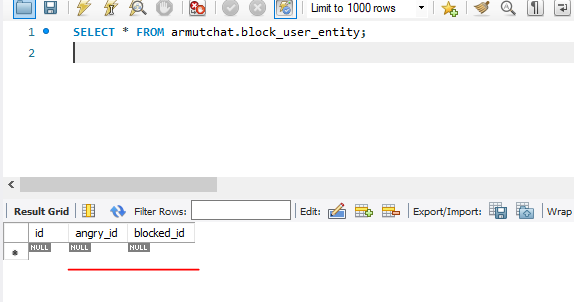 Limit to 1000 rows
1 SELECT * FROM armutchat.block_user_entity;
2
Result Grid Filter Rows: Edit: Export/Import: Wrap
id angry_id blocked_id
NULL NULL NULL